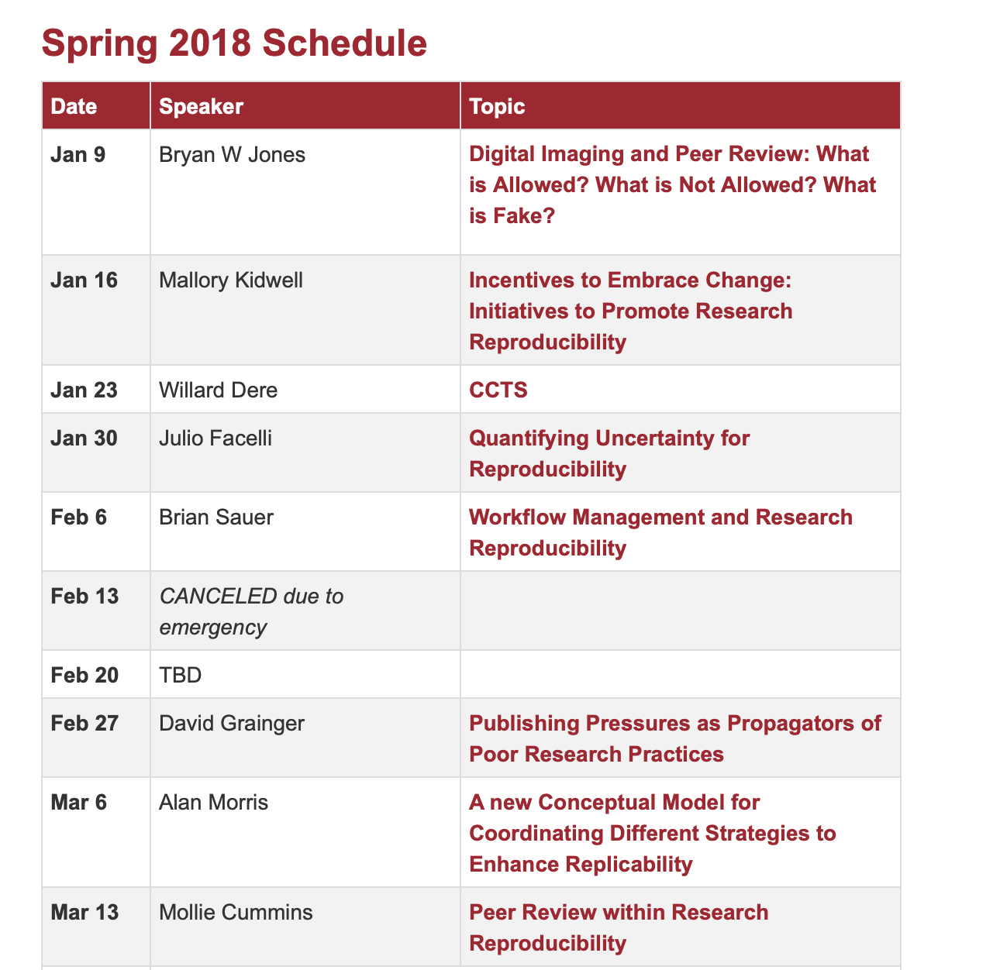 Spring 2018 Schedule
Date Speaker Topic
Jan 9 Bryan W Jones Digital Imaging and Peer Review: What
is Allowed? What is Not Allowed? What
is Fake?
Jan 16 Mallory Kidwell Incentives to Embrace Change:
Initiatives to Promote Research
Reproducibility
Jan 23 Willard Dere CCTS
Jan 30 Julio Facelli Quantifying Uncertainty for
Reproducibility
Feb 6 Brian Sauer Workflow Management and Research
Reproducibility
Feb 13 CANCELED due to
emergency
Feb 20 TBD
Feb 27 David Grainger Publishing Pressures as Propagators of
Poor Research Practices
Mar 6 Alan Morris A new Conceptual Model for
Coordinating Different Strategies to
Enhance Replicability
Mar 13 Mollie Cummins Peer Review within Research
Reproducibility